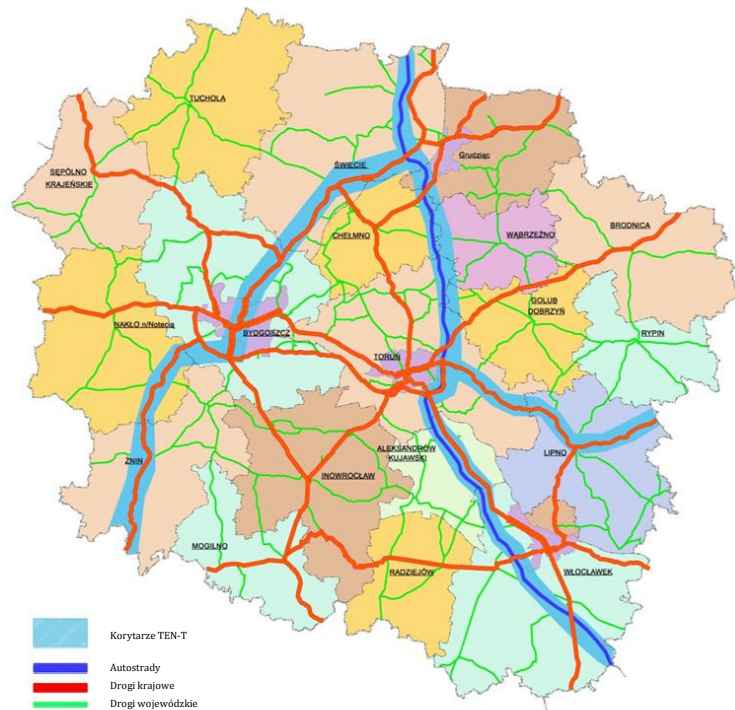 TUCHOLA
SĘPÓLNO
KRAJEŃSKIE
ŚWIECIE
Grudziąc
CHEŁMNO
WĄBRZEŹNO
BRODNICA
NAKŁO n/Notecią
BYDGOSZCZ
GOLUB
DOBRZYŃ
RYPIN
TORUŃ
ŻNIN
INOWROCŁAW
ALEKSANDRÓW
KUJAWSKI
LIPNO
MOGILNO
RADZIEJÓW
WŁOCŁAWEK
Korytarze TEN-T
Autostrady
Drogi krajowe
Drogi wojewódzkie